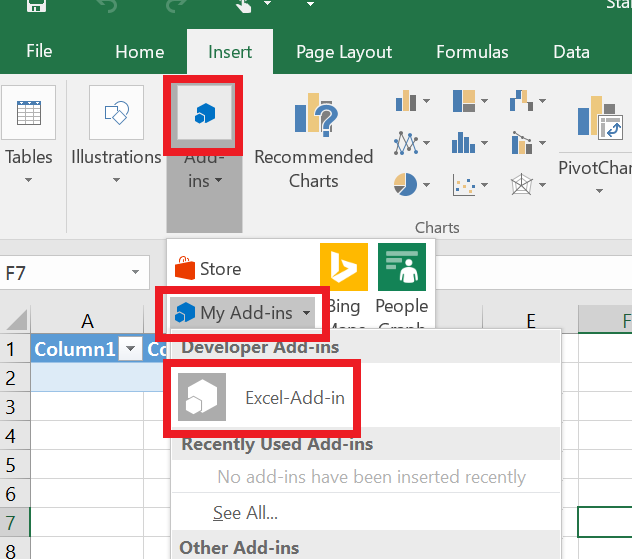 Star
File Home Insert Page Layout Formulas Data
Tables Illustrations Add-ins Recommended Charts PivotChar
Charts
F7
Store
My Add-ins
Bing Maps
People Graph
A E F
1 Column1 Co
2
Developer Add-ins
3 Excel-Add-in
4 Recently Used Add-ins
5 No add-ins have been inserted recently
6 See All...
7
8 Other Add-ins